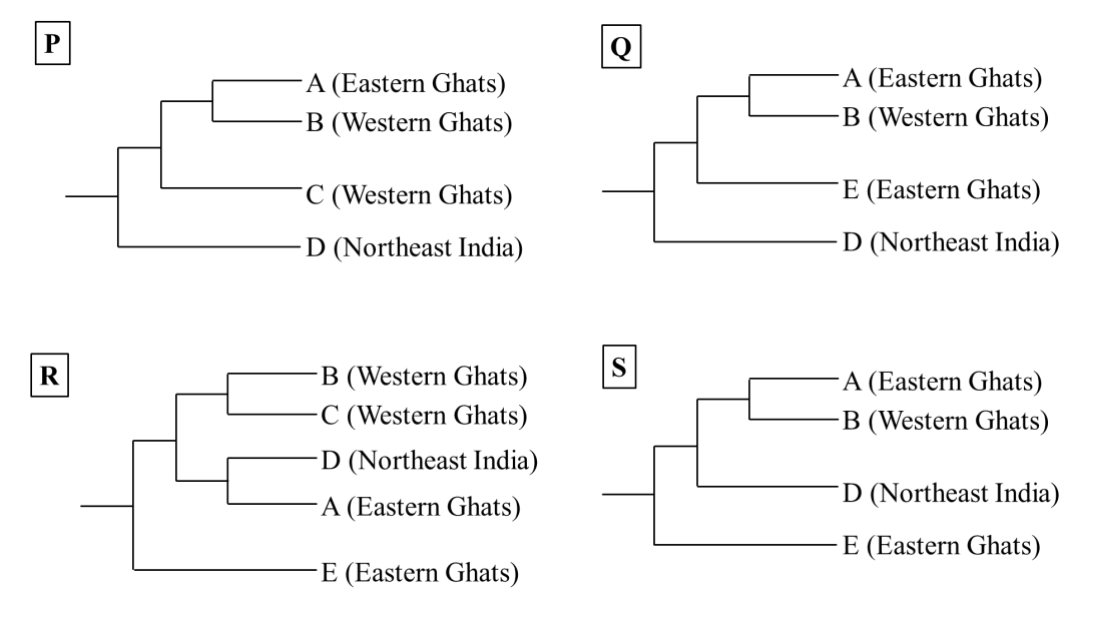 P
A (Eastern Ghats)
B (Western Ghats)
C (Western Ghats)
D (Northeast India)
Q
A (Eastern Ghats)
B (Western Ghats)
E (Eastern Ghats)
D (Northeast India)
R
B (Western Ghats)
C (Western Ghats)
D (Northeast India)
A (Eastern Ghats)
E (Eastern Ghats)
S
A (Eastern Ghats)
B (Western Ghats)
D (Northeast India)
E (Eastern Ghats)